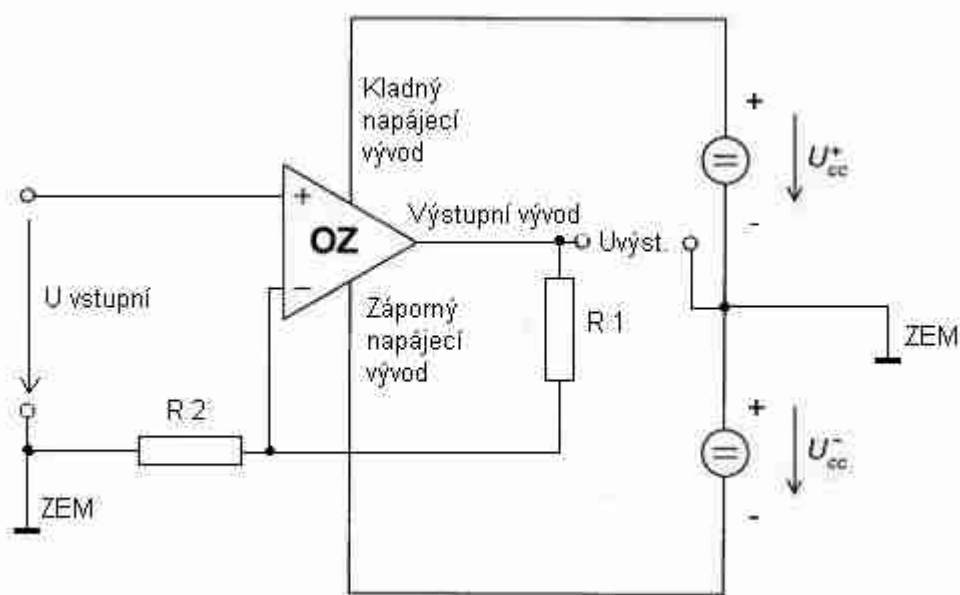 Kladný
napájecí
vývod
+
U⁺cc
-
+
OZ
-
Výstupní vývod
Uvýst.
U vstupní
Záporný
napájecí
vývod
R 1
ZEM
R 2
+
U⁻cc
-
ZEM